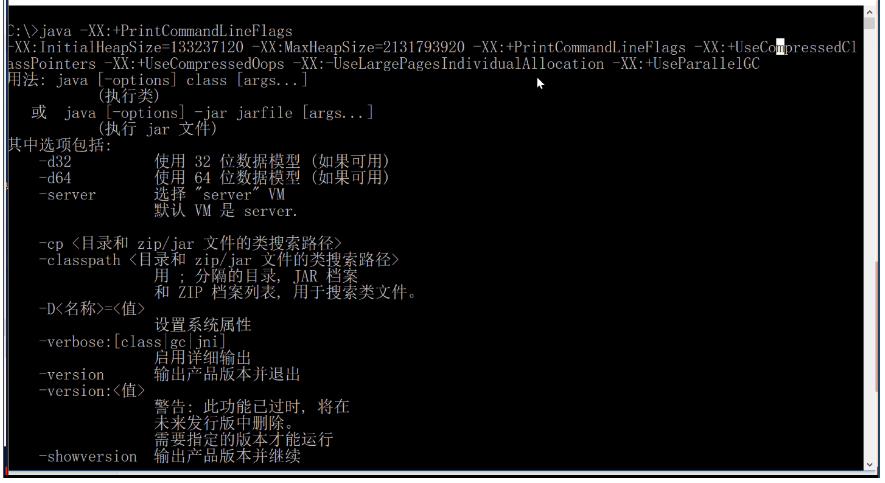 C:\>java -XX:+PrintCommandLineFlags
-XX:InitialHeapSize=133237120 -XX:MaxHeapSize=2131793920 -XX:+PrintCommandLineFlags -XX:+UseCompressedCl
assPointers -XX:+UseCompressedOops -XX:-UseLargePagesIndividualAllocation -XX:+UseParallelGC
用法: java [-options] class [args...]
(执行类)
或  java [-options] -jar jarfile [args...]
(执行 jar 文件)
其中选项包括:
-d32 使用 32 位数据模型 (如果可用)
-d64 使用 64 位数据模型 (如果可用)
-server 选择 "server" VM
默认 VM 是 server.
-cp <目录和 zip/jar 文件的类搜索路径>
-classpath <目录和 zip/jar 文件的类搜索路径>
用 ; 分隔的目录, JAR 档案
和 ZIP 档案列表, 用于搜索类文件。
-D<名称>=<值>
设置系统属性
-verbose:[class|gc|jni]
启用详细输出
-version 输出产品版本并退出
-version:<值>
警告: 此功能已过时, 将在
未来发行版中删除。
需要指定的版本才能运行
-showversion 输出产品版本并继续